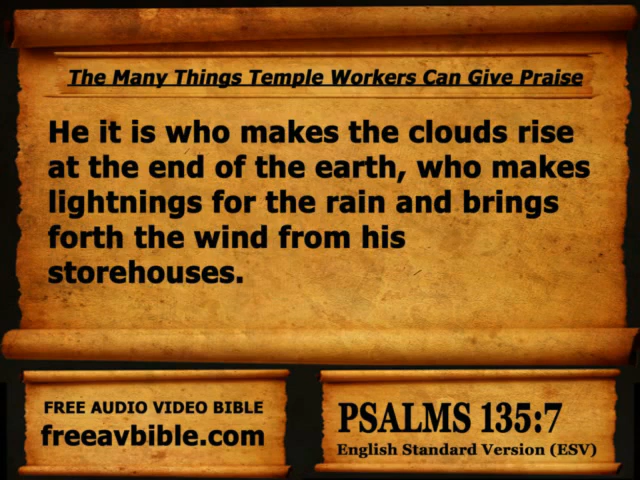 The Many Things Temple Workers Can Give Praise
He it is who makes the clouds rise
at the end of the earth, who makes
lightnings for the rain and brings
forth the wind from his
storehouses.
FREE AUDIO VIDEO BIBLE
freeavbible.com
PSALMS 135:7
English Standard Version (ESV)